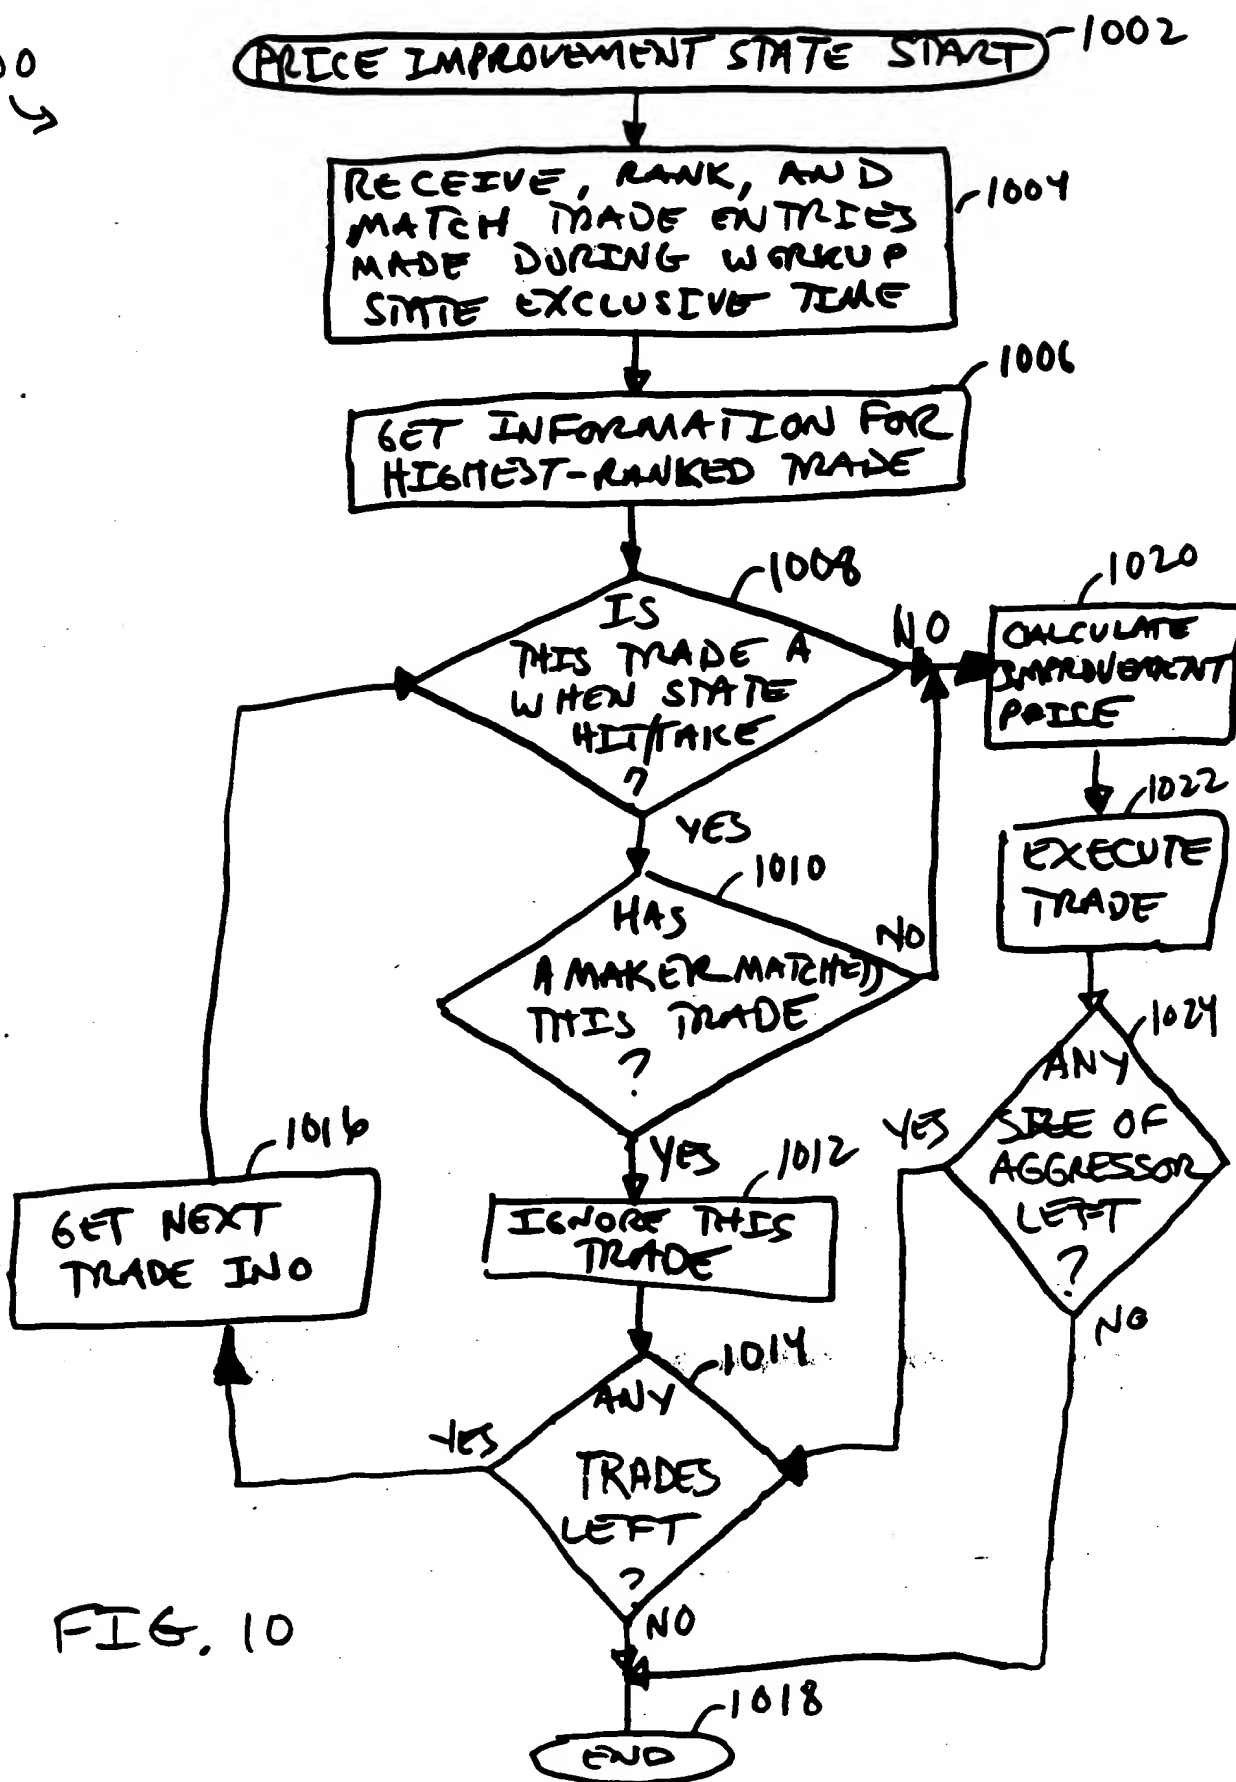 PRICE IMPROVEMENT STATE START
1002
00
RECEIVE, RANK, AND
MATCH TRADE ENTRIES
MADE DURING WORKUP
STATE EXCLUSIVE TIME
1004
1006
GET INFORMATION FOR
HIGHEST-RANKED TRADE
1008
IS
THIS TRADE A
WHEN STATE
HIT/TAKE
?
NO
YES
1020
CALCULATE
IMPROVEMENT
PRICE
1022
EXECUTE
TRADE
1010
HAS
A MAKER MATCHED
THIS TRADE
?
NO
YES
1024
ANY
SIZE OF
AGGRESSOR
LEFT
?
YES
NO
1012
IGNORE THIS
TRADE
1016
GET NEXT
TRADE INO
1014
ANY
TRADES
LEFT
?
YES
NO
FIG. 10
1018
END